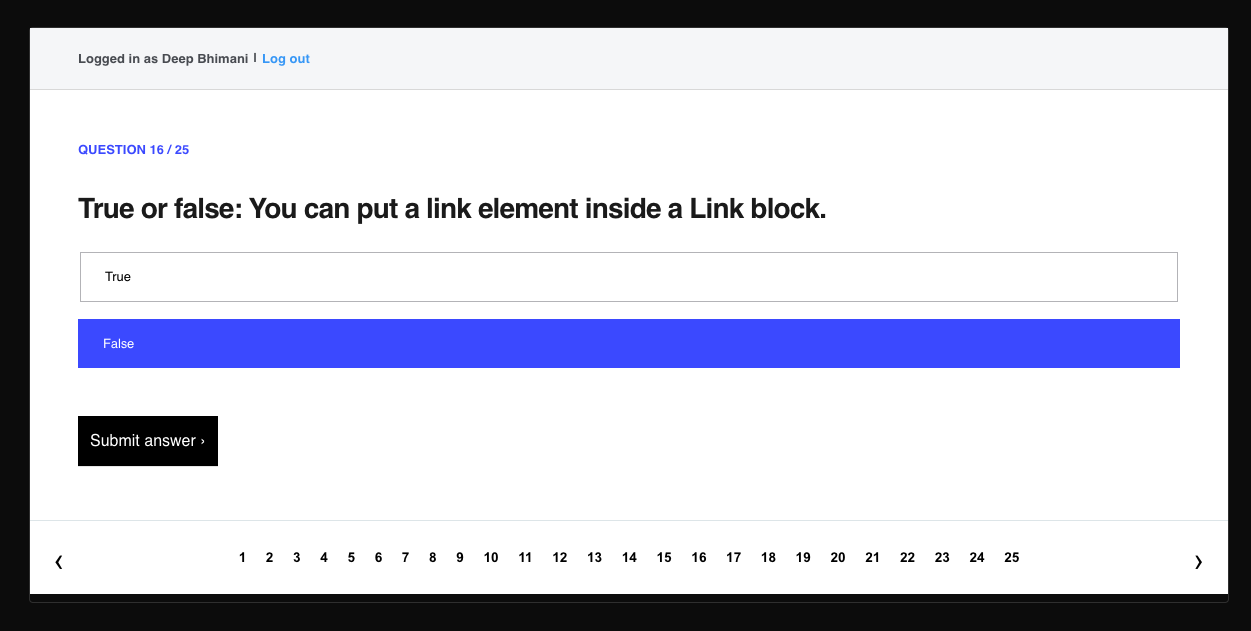 Logged in as Deep Bhimani | Log out
QUESTION 16 / 25
True or false: You can put a link element inside a Link block.
True
False
Submit answer ›
❮ 1 2 3 4 5 6 7 8 9 10 11 12 13 14 15 16 17 18 19 20 21 22 23 24 25 ❯